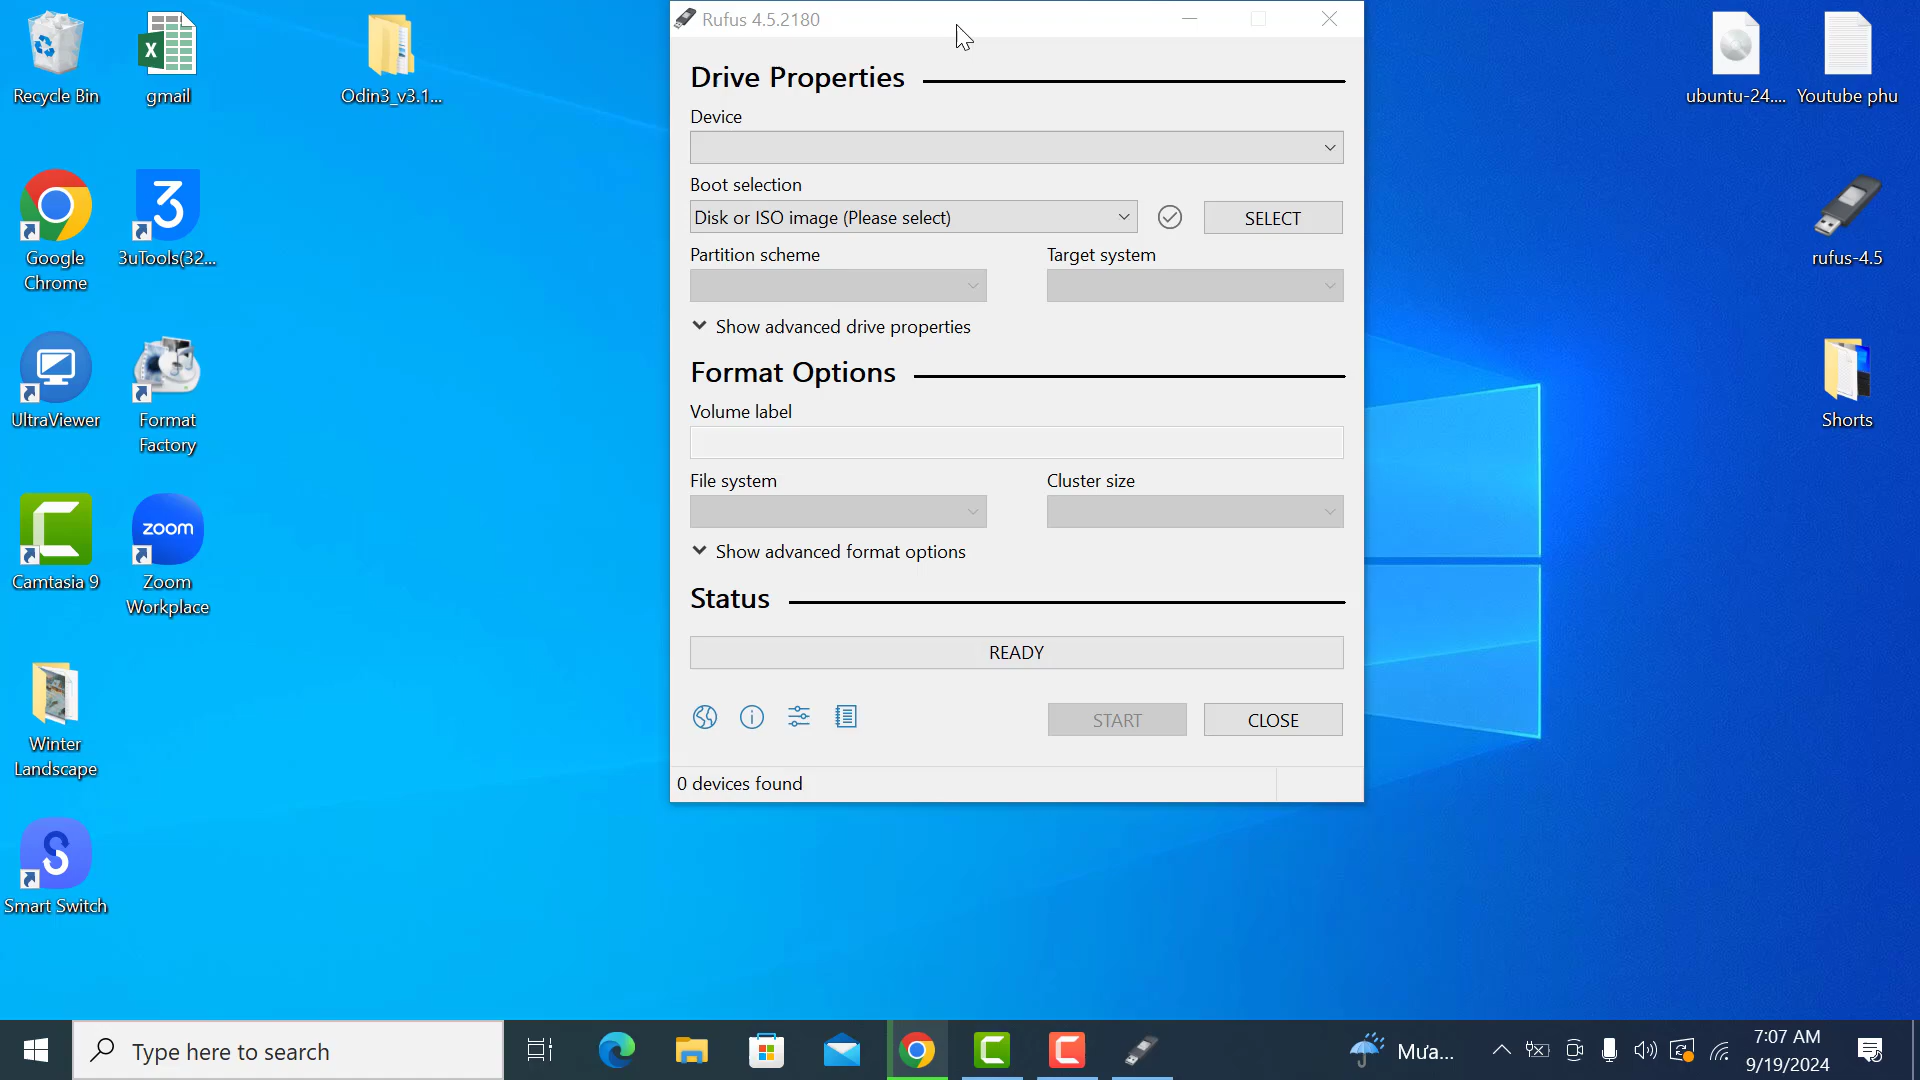 Recycle Bin
gmail
Odin3_v3.1...
Google
Chrome
3uTools(32...
UltraViewer
Format
Factory
Camtasia 9
zoom
Zoom
Workplace
Winter
Landscape
Smart Switch
Rufus 4.5.2180
Drive Properties
Device
Boot selection
Disk or ISO image (Please select)
SELECT
Partition scheme
Target system
Show advanced drive properties
Format Options
Volume label
File system
Cluster size
Show advanced format options
Status
READY
START
CLOSE
0 devices found
ubuntu-24....
Youtube phu
rufus-4.5
Shorts
Type here to search
Mưa...
7:07 AM
9/19/2024